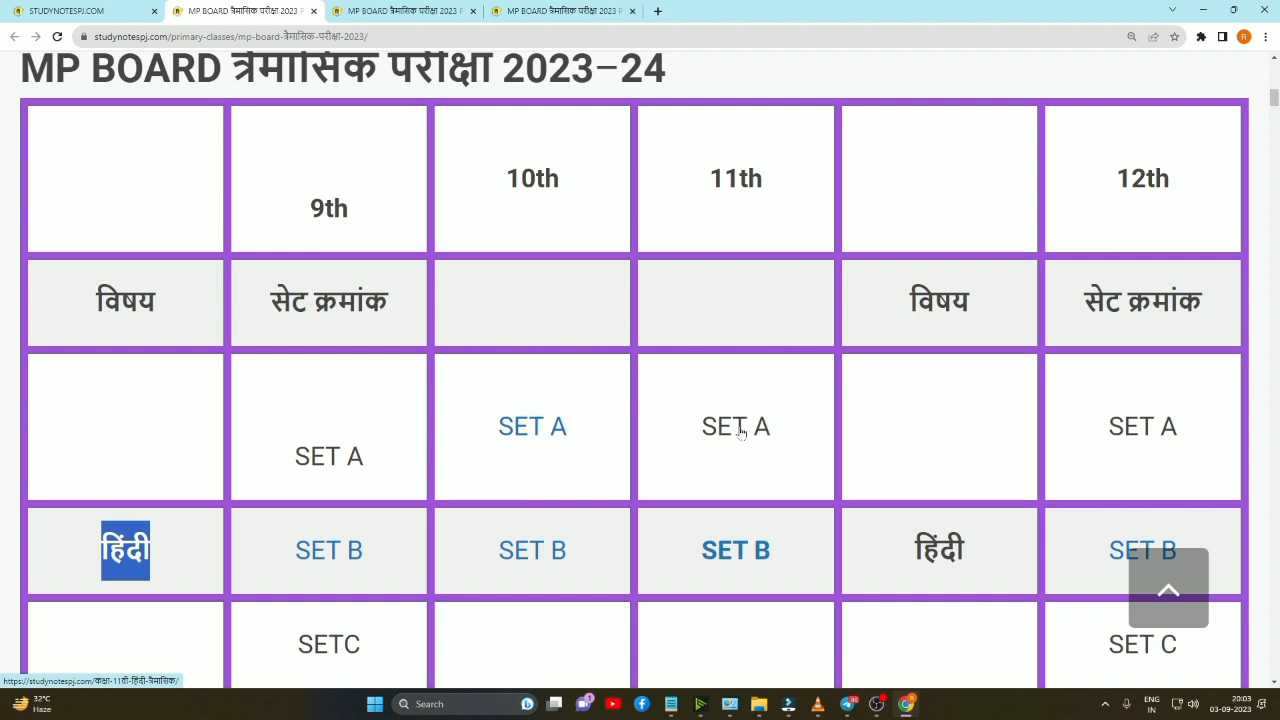 STUDYNOTESPJ.COM
MP BOARD त्रैमासिक परीक्षा 2023 P
MP BOARD त्रैमासिक परीक्षा 2023 P
MP BOARD त्रैमासिक परीक्षा 2023 P
studynotespj.com/primary-classes/mp-board-त्रैमासिक-परीक्षा-2023/
MP BOARD त्रैमासिक परीक्षा 2023–24
9th
10th
11th
12th
विषय
सेट क्रमांक
विषय
सेट क्रमांक
SET A
SET A
SET A
SET A
हिंदी
SET B
SET B
SET B
हिंदी
SET B
SETC
SET C
https://studynotespj.com/कक्षा-11वी-हिंदी-त्रैमासिक/
32°C
Haze
Search
ENG
IN
20:03
03-09-2023